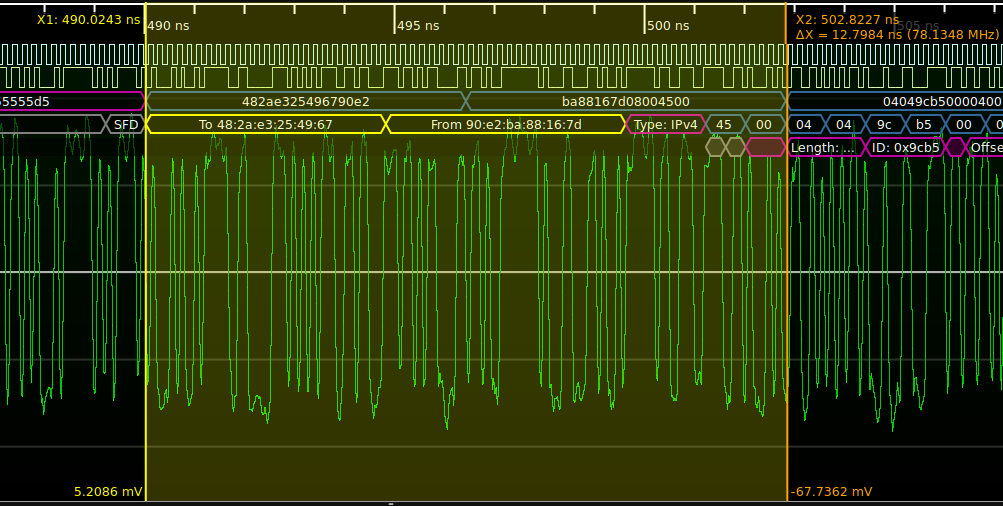 X1: 490.0243 ns
490 ns
495 ns
500 ns
X2: 502.8227 ns
505 ns
ΔX = 12.7984 ns (78.1348 MHz)
55555d5
482ae325496790e2
ba88167d08004500
04049cb50000400
SFD
To 48:2a:e3:25:49:67
From 90:e2:ba:88:16:7d
Type: IPv4
45
00
04
04
9c
b5
00
0
Length: ...
ID: 0x9cb5
Offse
5.2086 mV
-67.7362 mV